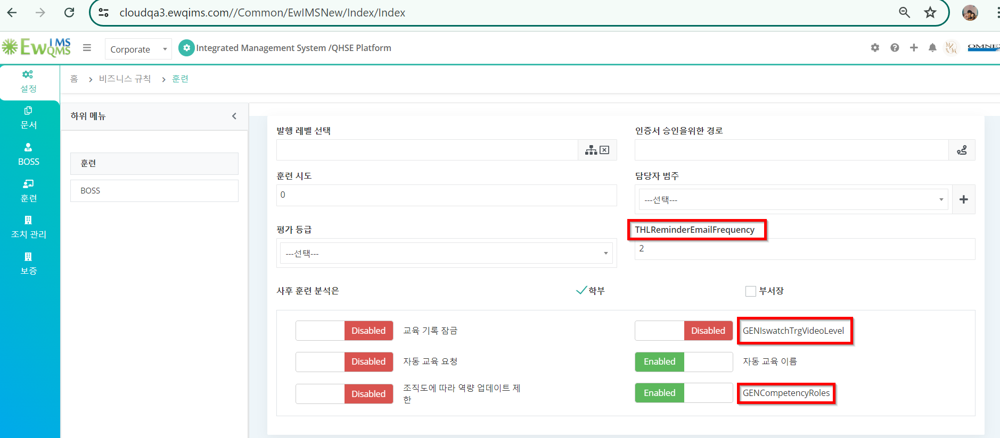 cloudqa3.ewqims.com//Common/EwIMSNew/Index/Index
EwIMS QMS
Corporate
Integrated Management System /QHSE Platform
설정
홈 > 비즈니스 규칙 > 훈련
문서
BOSS
훈련
조치 관리
보증
하위 메뉴
훈련
BOSS
발행 레벨 선택
인증서 승인을위한 경로
훈련 시도
담당자 범주
0
---선택---
평가 등급
THLReminderEmailFrequency
---선택---
2
사후 훈련 분석은
학부
부서장
Disabled 교육 기록 잠금
Disabled GENIswatchTrgVideoLevel
Disabled 자동 교육 요청
Enabled 자동 교육 이름
Disabled 조직도에 따라 역량 업데이트 제
한
Enabled GENCompetencyRoles